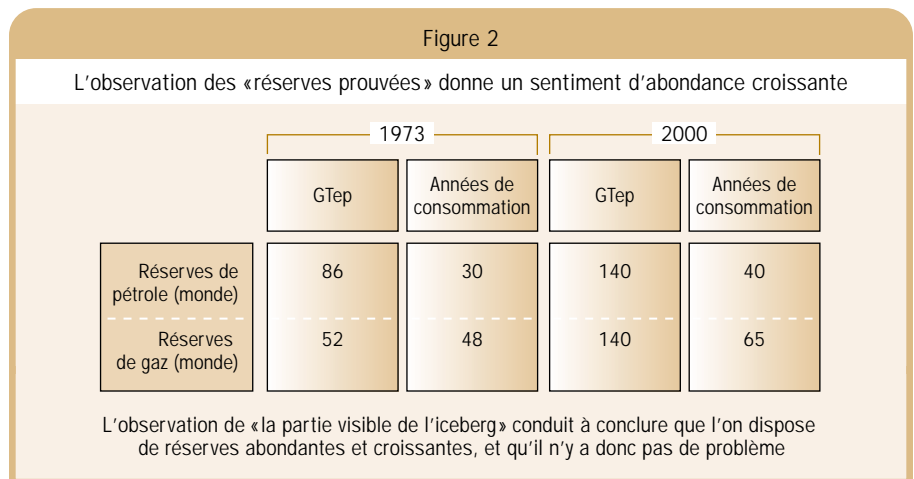 Figure 2
L'observation des «réserves prouvées» donne un sentiment d'abondance croissante
1973
2000
GTep
Années de
consommation
GTep
Années de
consommation
Réserves de
pétrole (monde)
86
30
140
40
Réserves
de gaz (monde)
52
48
140
65
L'observation de «la partie visible de l'iceberg» conduit à conclure que l'on dispose
de réserves abondantes et croissantes, et qu'il n'y a donc pas de problème